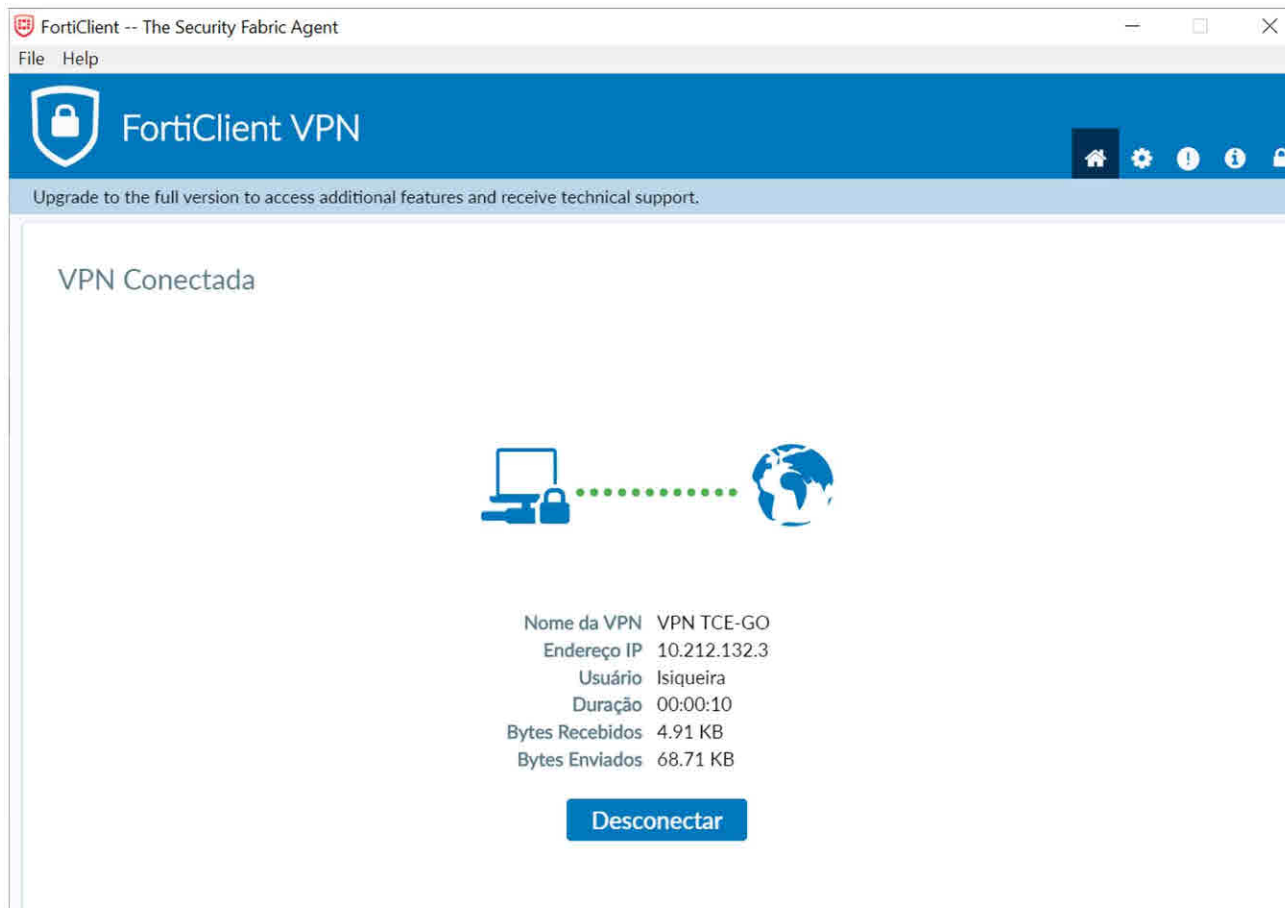 FortiClient -- The Security Fabric Agent
File Help
FortiClient VPN
Upgrade to the full version to access additional features and receive technical support.
VPN Conectada
Nome da VPN VPN TCE-GO
Endereço IP 10.212.132.3
Usuário lsiqueira
Duração 00:00:10
Bytes Recebidos 4.91 KB
Bytes Enviados 68.71 KB
Desconectar